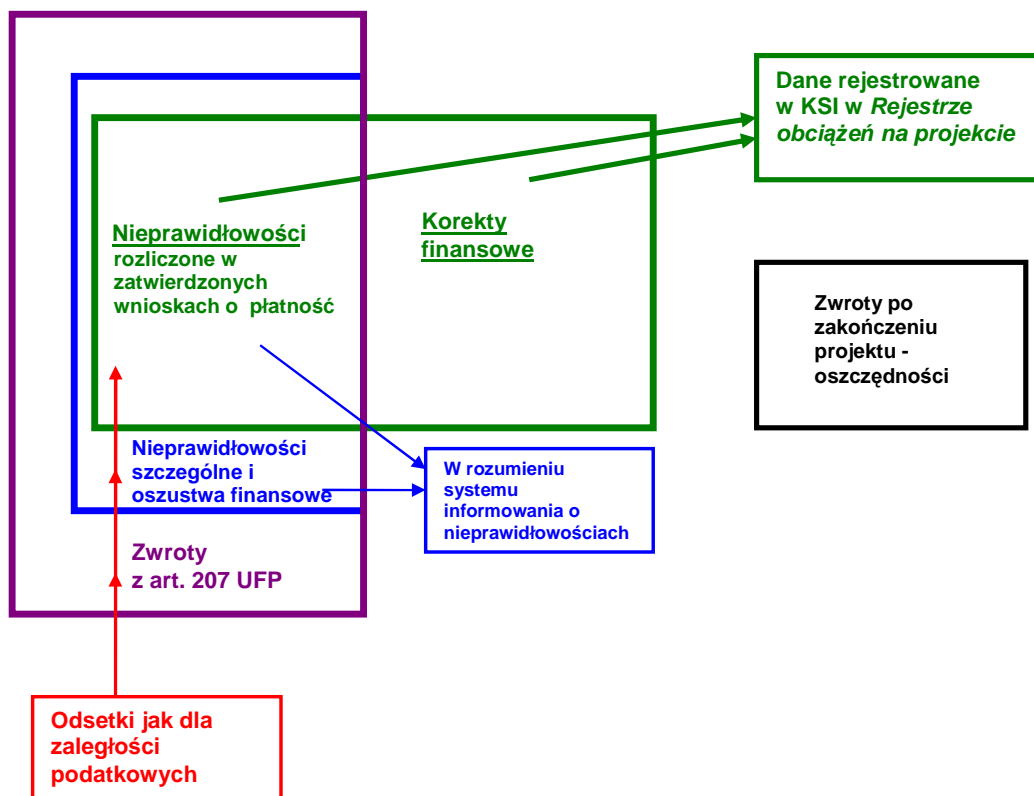 Dane rejestrowane
w KSI w Rejestrze
obciążeń na projekcie
Nieprawidłowości
rozliczone w
zatwierdzonych
wnioskach o płatność
Korekty
finansowe
Zwroty po
zakończeniu
projektu -
oszczędności
Nieprawidłowości
szczególne i
oszustwa finansowe
W rozumieniu
systemu
informowania o
nieprawidłowościach
Zwroty
z art. 207 UFP
Odsetki jak dla
zaległości
podatkowych